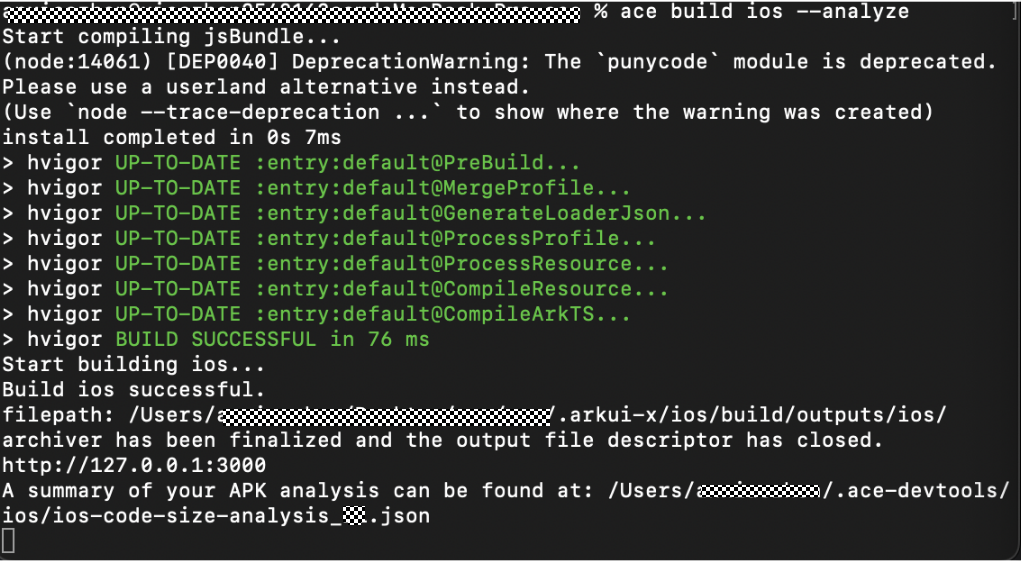 % ace build ios --analyze
Start compiling jsBundle...
(node:14061) [DEP0040] DeprecationWarning: The `punycode` module is deprecated.
Please use a userland alternative instead.
(Use `node --trace-deprecation ...` to show where the warning was created)
install completed in 0s 7ms
> hvigor UP-TO-DATE :entry:default@PreBuild...
> hvigor UP-TO-DATE :entry:default@MergeProfile...
> hvigor UP-TO-DATE :entry:default@GenerateLoaderJson...
> hvigor UP-TO-DATE :entry:default@ProcessProfile...
> hvigor UP-TO-DATE :entry:default@ProcessResource...
> hvigor UP-TO-DATE :entry:default@CompileResource...
> hvigor UP-TO-DATE :entry:default@CompileArkTS...
> hvigor BUILD SUCCESSFUL in 76 ms
Start building ios...
Build ios successful.
filepath: /Users/ /.arkui-x/ios/build/outputs/ios/
archiver has been finalized and the output file descriptor has closed.
http://127.0.0.1:3000
A summary of your APK analysis can be found at: /Users/ /.ace-devtools/
ios/ios-code-size-analysis_ .json